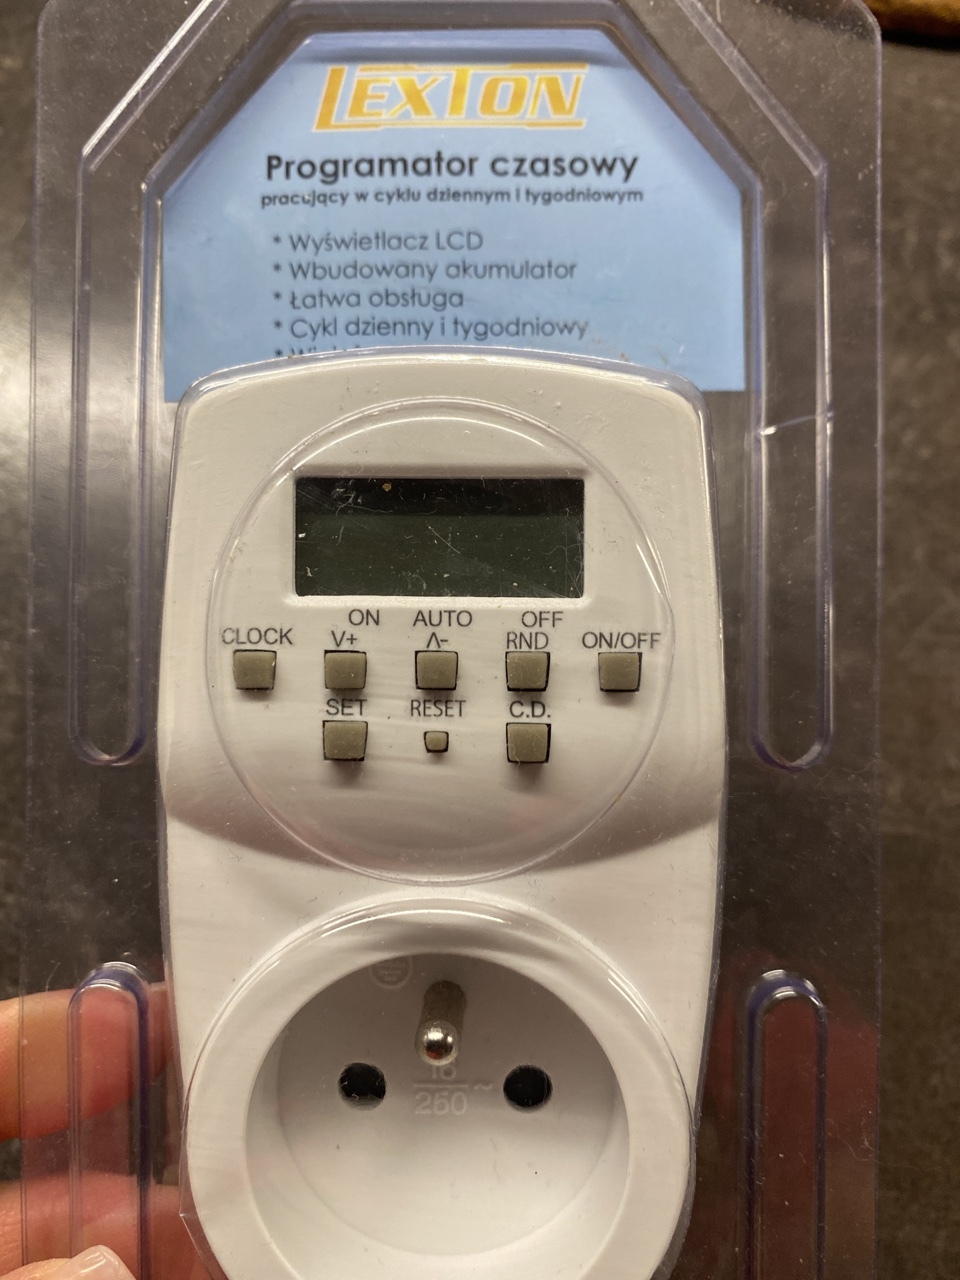 LEXTON
Programator czasowy
pracujący w cyklu dziennym i tygodniowym
* Wyświetlacz LCD
* Wbudowany akumulator
* Łatwa obsługa
* Cykl dzienny i tygodniowy
ON AUTO OFF
CLOCK V+ Λ- RND ON/OFF
SET RESET C.D.
16
250 ~